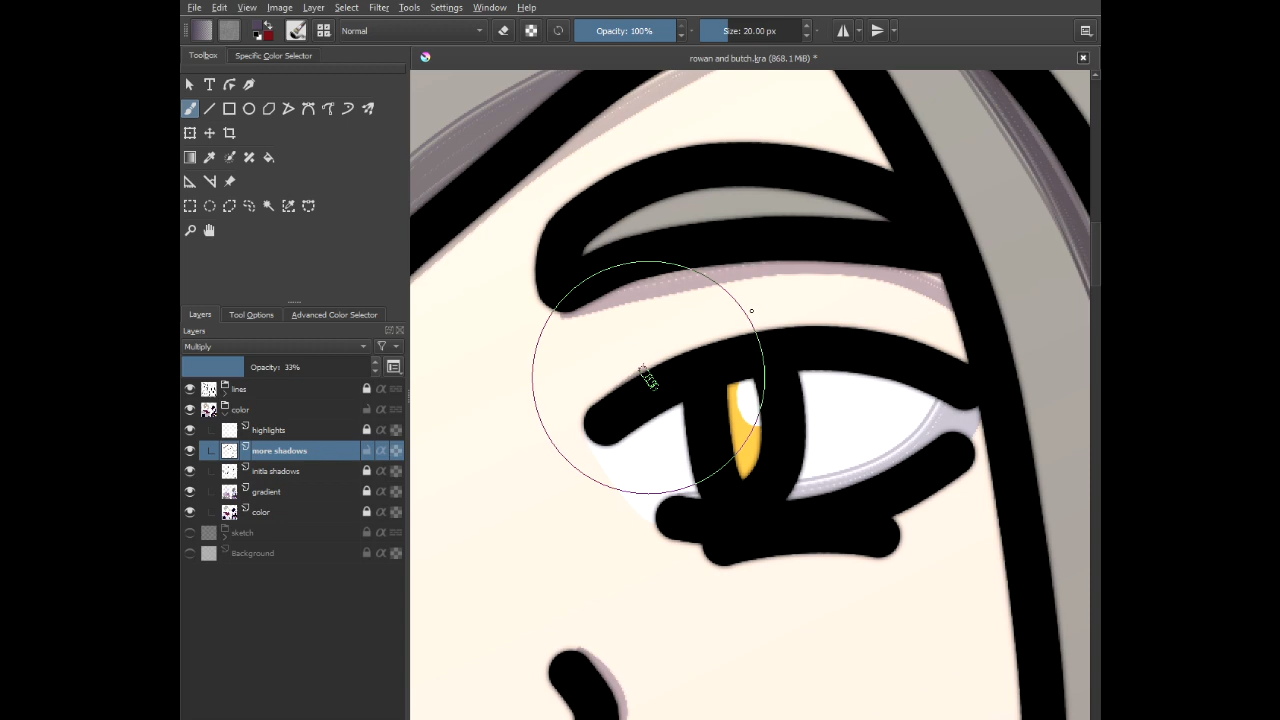 File Edit View Image Layer Select Filter Tools Settings Window Help
Normal Opacity: 100% Size: 20.00 px
Toolbox Specific Color Selector
rowan and butch.kra (868.1 MiB) *
Layers Tool Options Advanced Color Selector
Layers
Multiply
Opacity: 33%
lines
color
highlights
more shadows
initla shadows
gradient
color
sketch
Background